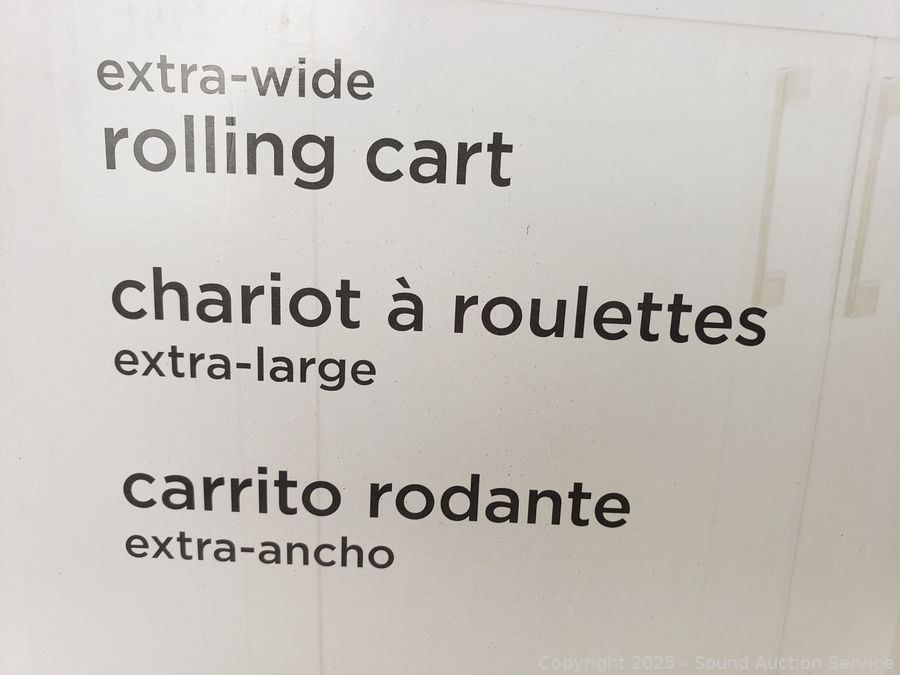 extra-wide
rolling cart
chariot à roulettes
extra-large
carrito rodante
extra-ancho
Copyright 2025 - Sound Auction Service